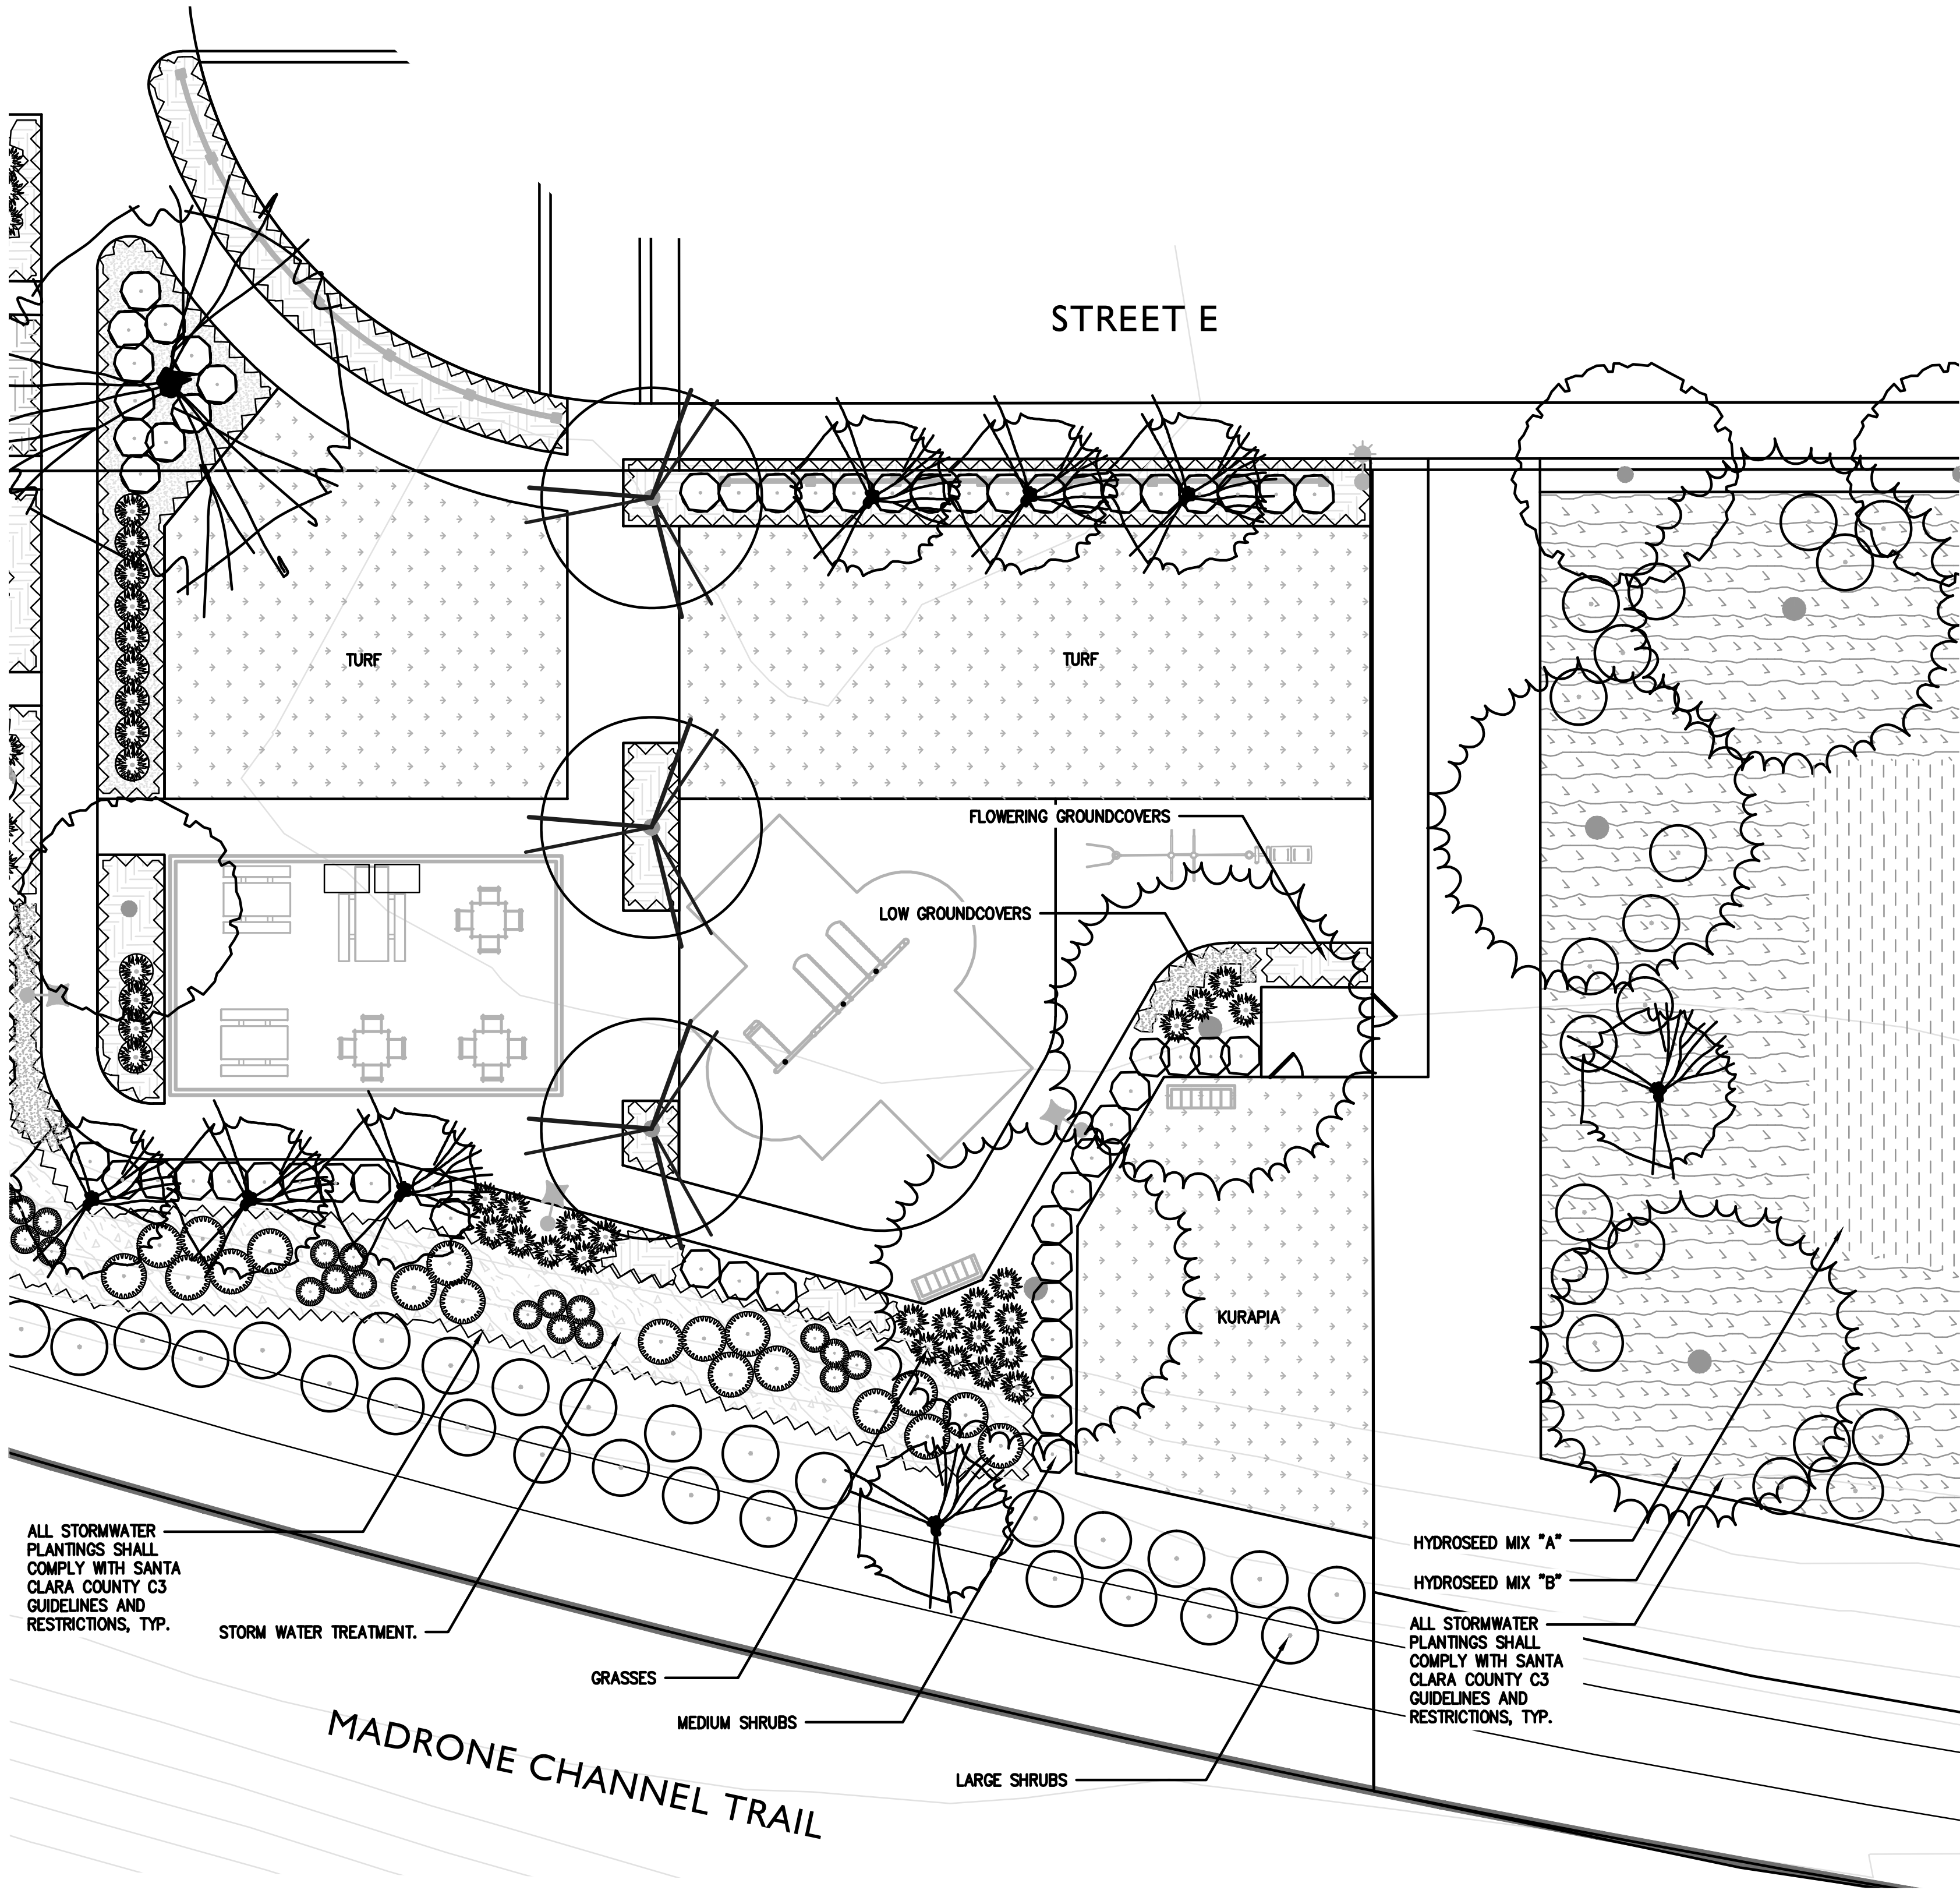 STREET E
TURF
TURF
FLOWERING GROUNDCOVERS
LOW GROUNDCOVERS
KURAPIA
ALL STORMWATER
PLANTINGS SHALL
COMPLY WITH SANTA
CLARA COUNTY C3
GUIDELINES AND
RESTRICTIONS, TYP.
STORM WATER TREATMENT.
GRASSES
MEDIUM SHRUBS
LARGE SHRUBS
HYDROSEED MIX "A"
HYDROSEED MIX "B"
ALL STORMWATER
PLANTINGS SHALL
COMPLY WITH SANTA
CLARA COUNTY C3
GUIDELINES AND
RESTRICTIONS, TYP.
MADRONE CHANNEL TRAIL